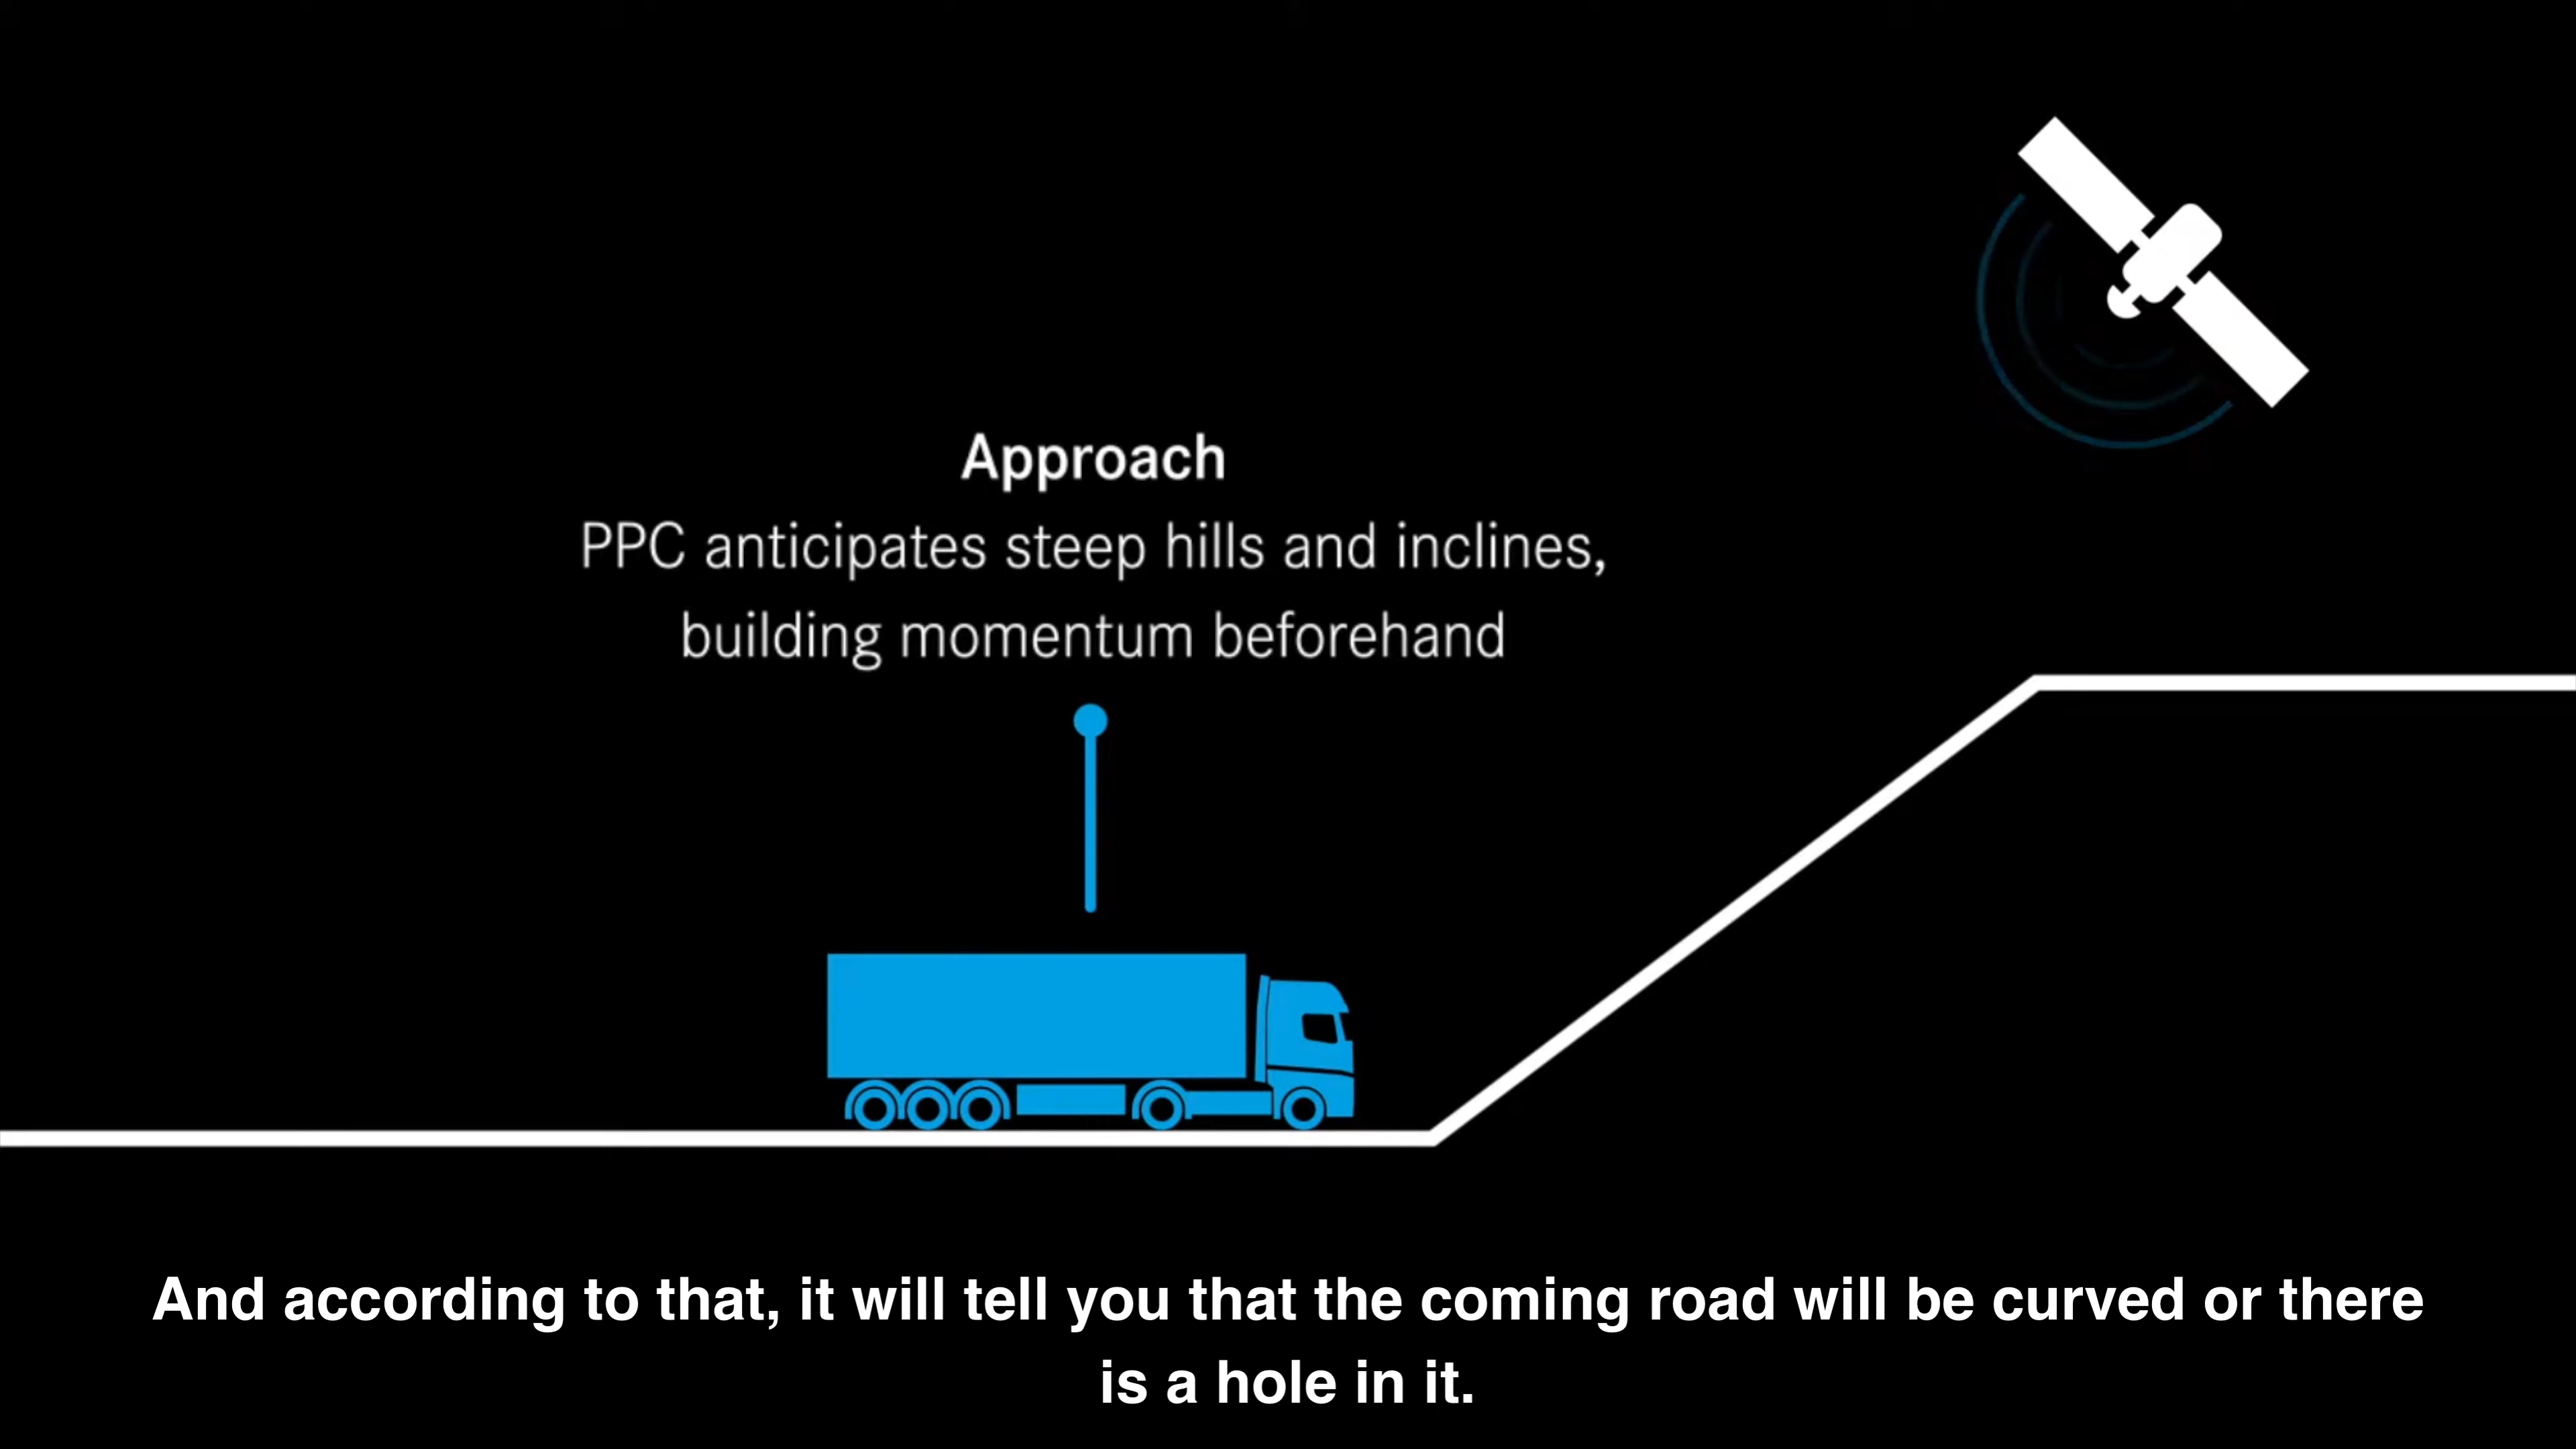 Approach
PPC anticipates steep hills and inclines,
building momentum beforehand
And according to that, it will tell you that the coming road will be curved or there
is a hole in it.